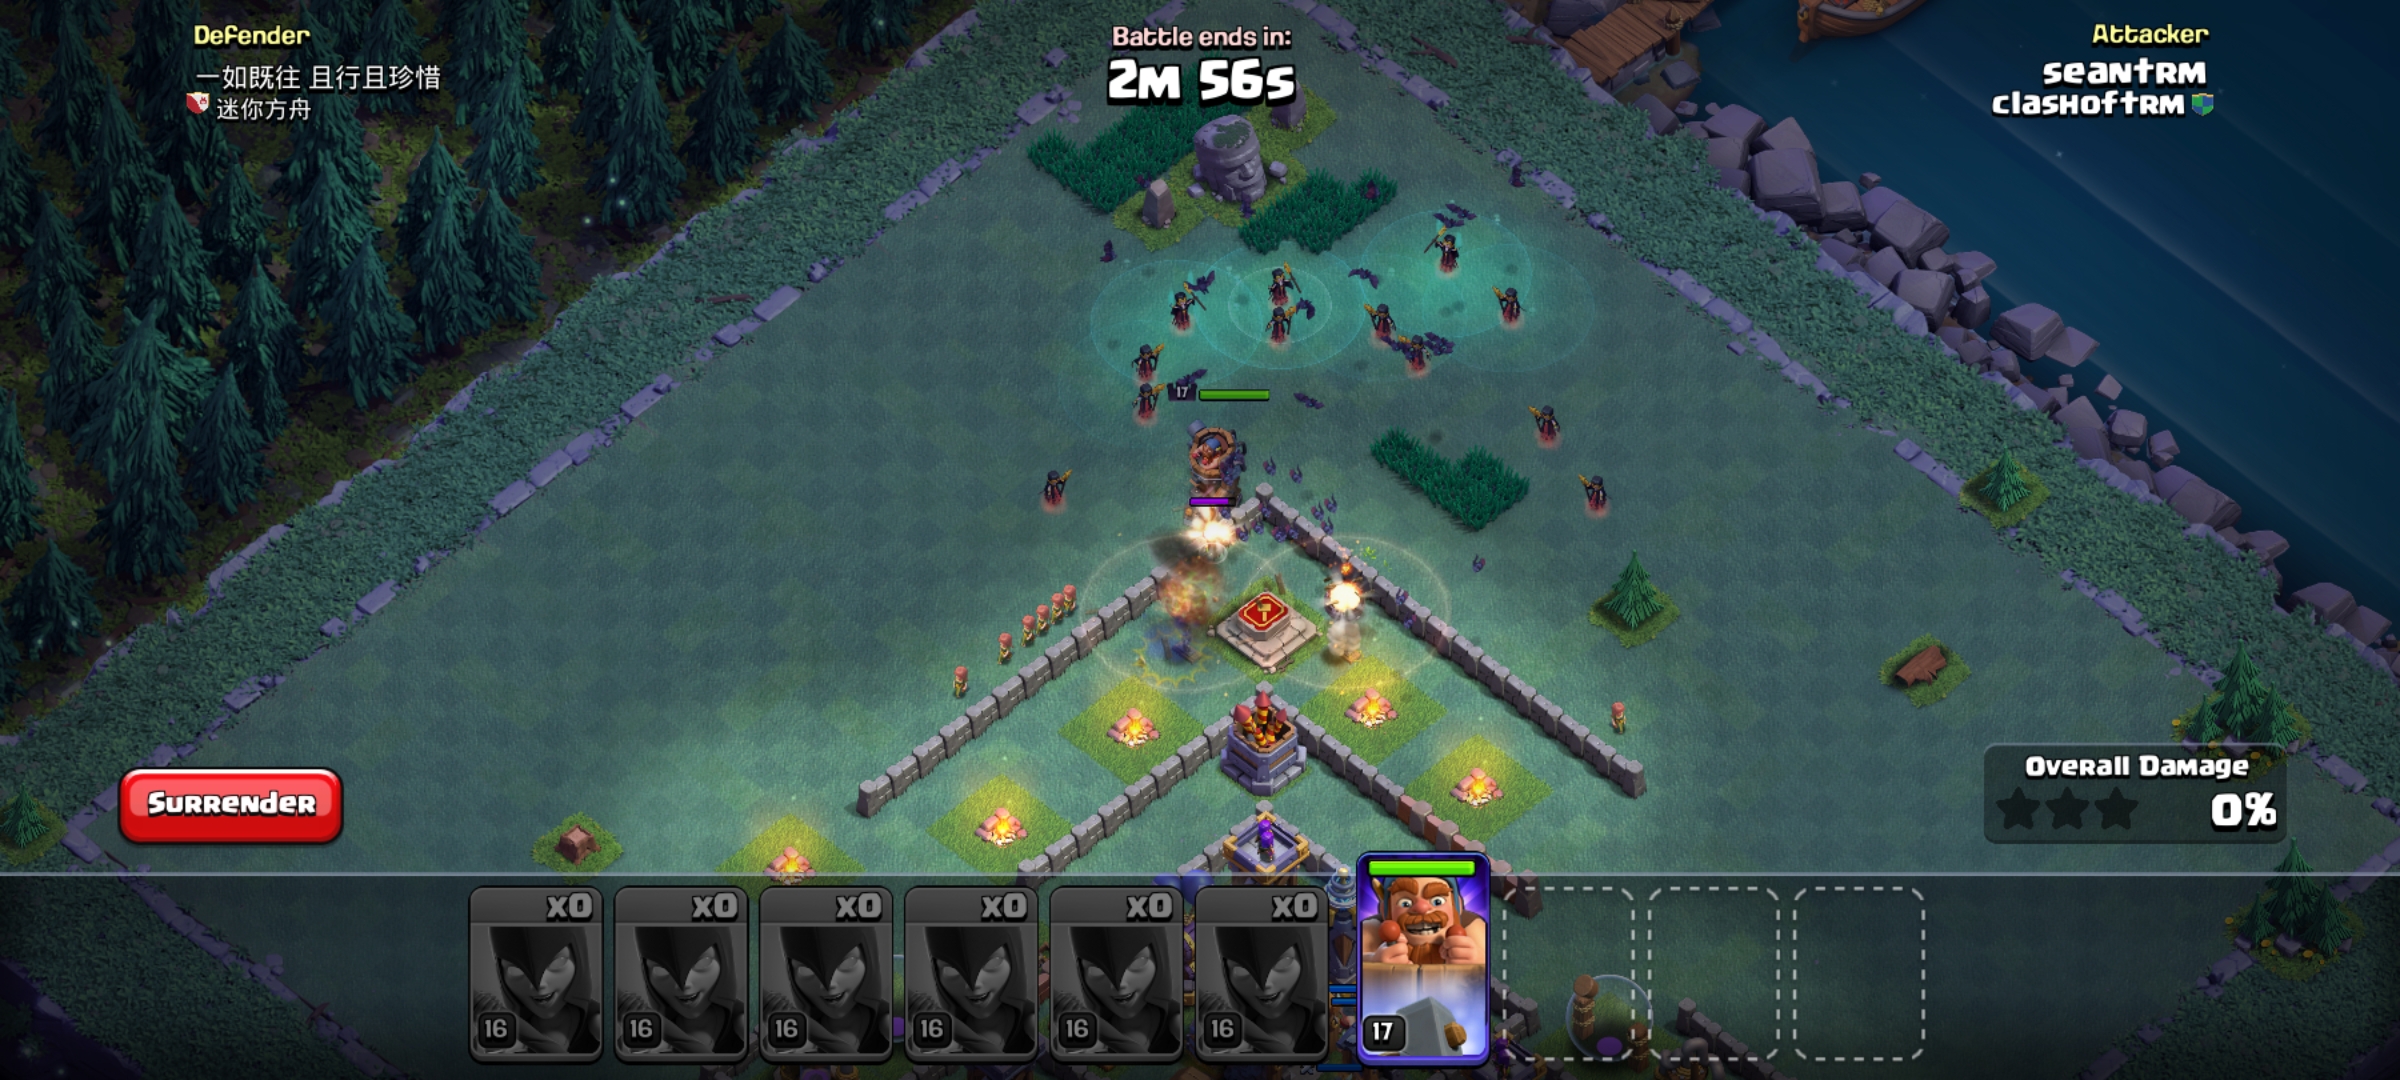 Defender
一如既往 且行且珍惜
迷你方舟
Battle ends in:
2M 56s
Attacker
seantRM
clashoftRM
17
Surrender
Overall Damage
0%
x0 x0 x0 x0 x0 x0
16 16 16 16 16 16 17